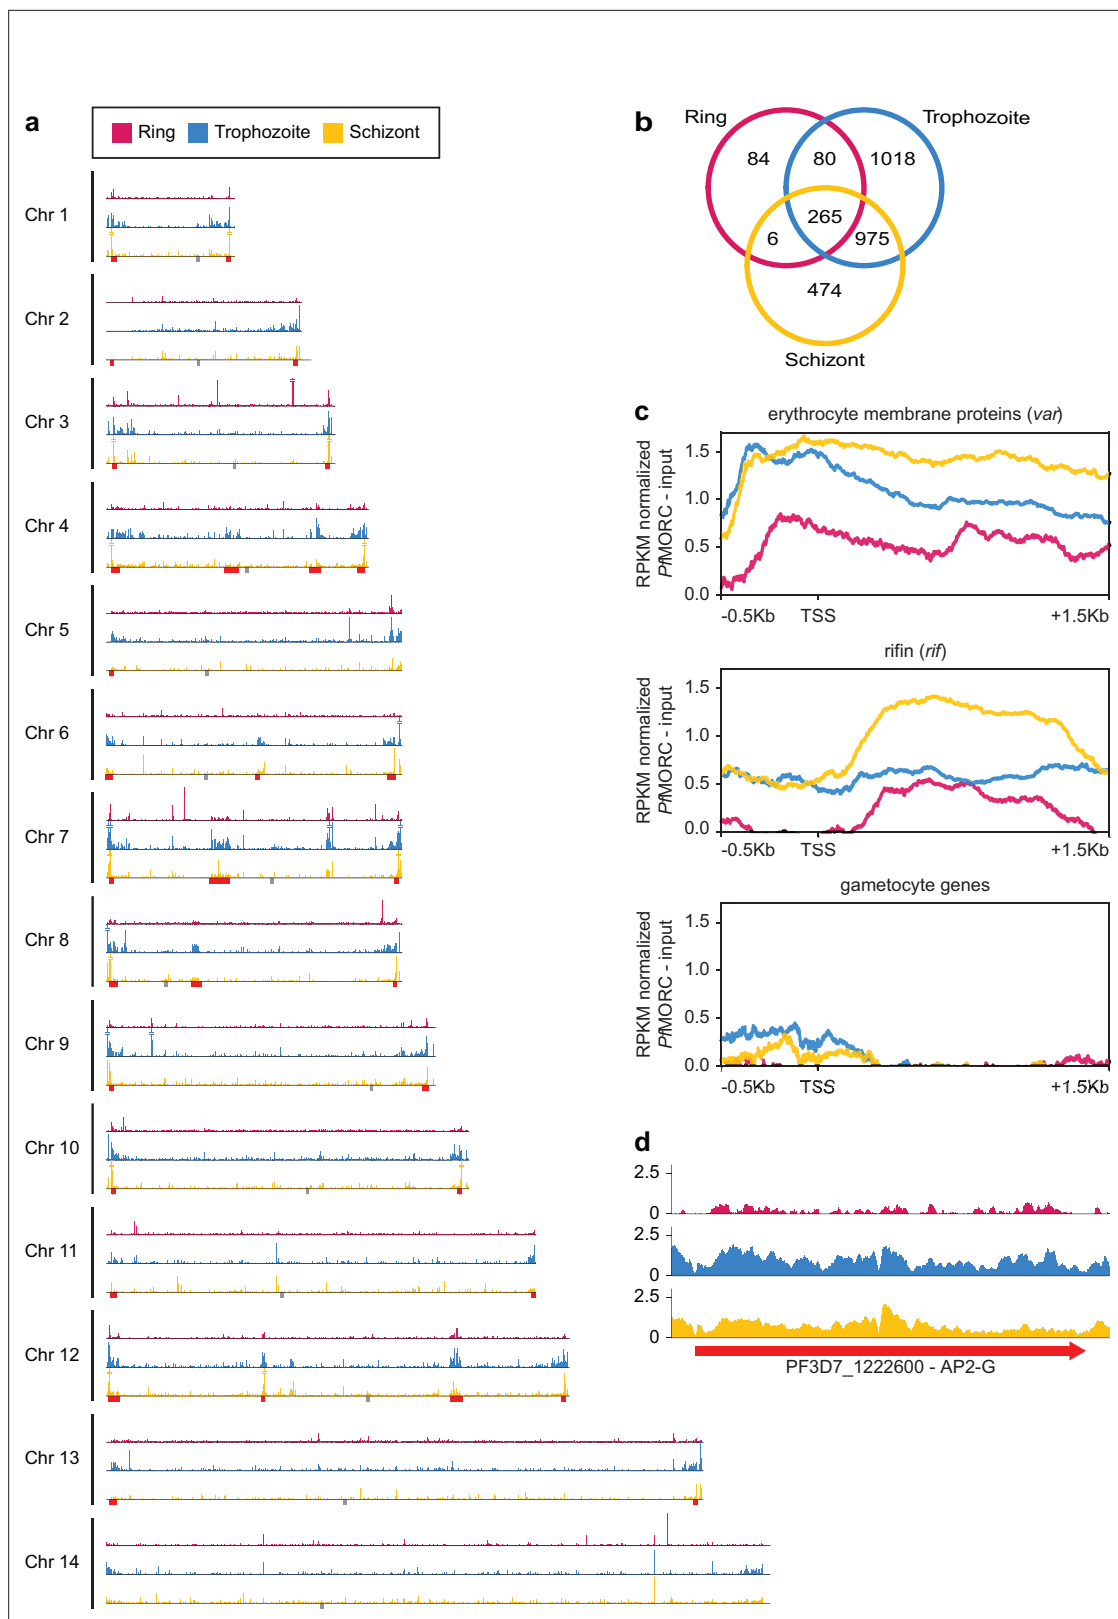 a
Ring Trophozoite Schizont
Chr 1
Chr 2
Chr 3
Chr 4
Chr 5
Chr 6
Chr 7
Chr 8
Chr 9
Chr 10
Chr 11
Chr 12
Chr 13
Chr 14
b
Ring
Trophozoite
84
80
1018
265
6
975
474
Schizont
c
erythrocyte membrane proteins (var)
RPKM normalized
PfMORC - input
1.5
1.0
0.5
0.0
-0.5Kb TSS +1.5Kb
rifin (rif)
RPKM normalized
PfMORC - input
1.5
1.0
0.5
0.0
-0.5Kb TSS +1.5Kb
gametocyte genes
RPKM normalized
PfMORC - input
1.5
1.0
0.5
0.0
-0.5Kb TSS +1.5Kb
d
2.5
0
2.5
0
2.5
0
PF3D7_1222600 - AP2-G